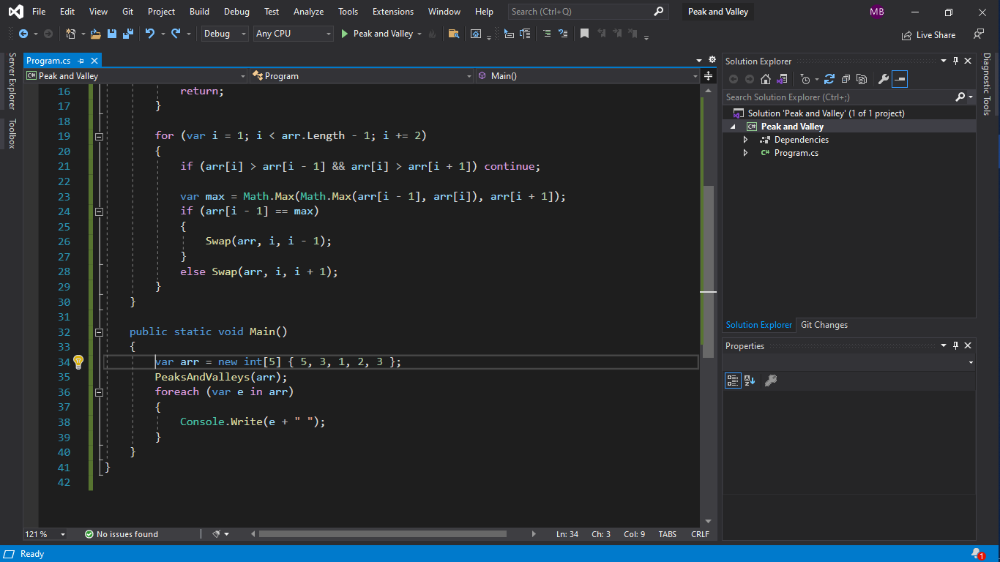 File Edit View Git Project Build Debug Test Analyze Tools Extensions Window Help Search (Ctrl+Q) Peak and Valley MB
Debug Any CPU Peak and Valley Live Share
Server Explorer
Toolbox
Program.cs
Peak and Valley Program Main()
16 return;
17 }
18
19 for (var i = 1; i < arr.Length - 1; i += 2)
20 {
21 if (arr[i] > arr[i - 1] && arr[i] > arr[i + 1]) continue;
22
23 var max = Math.Max(Math.Max(arr[i - 1], arr[i]), arr[i + 1]);
24 if (arr[i - 1] == max)
25 {
26 Swap(arr, i, i - 1);
27 }
28 else Swap(arr, i, i + 1);
29 }
30 }
31
32 public static void Main()
33 {
34 var arr = new int[5] { 5, 3, 1, 2, 3 };
35 PeaksAndValleys(arr);
36 foreach (var e in arr)
37 {
38 Console.Write(e + " ");
39 }
40 }
41 }
42
121 % No issues found Ln: 34 Ch: 3 Col: 9 TABS CRLF
Solution Explorer
Search Solution Explorer (Ctrl+;)
Solution 'Peak and Valley' (1 of 1 project)
C# Peak and Valley
Dependencies
C# Program.cs
Solution Explorer Git Changes
Properties
Diagnostic Tools
Ready 1